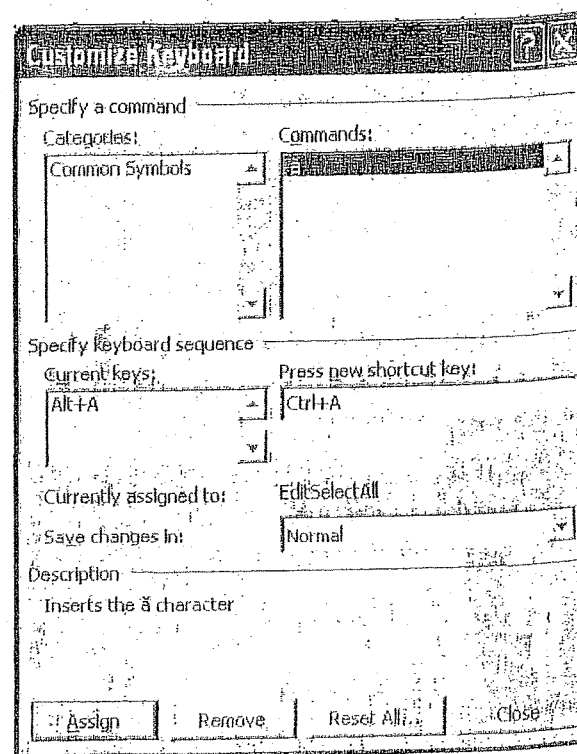 Customize Keyboard
Specify a command
Categories: Commands:
Common Symbols
Specify keyboard sequence
Current keys: Press new shortcut key:
Alt+A Ctrl+A
Currently assigned to: EditSelectAll
Save changes in: Normal
Description
Inserts the ă character
Assign Remove Reset All... Close